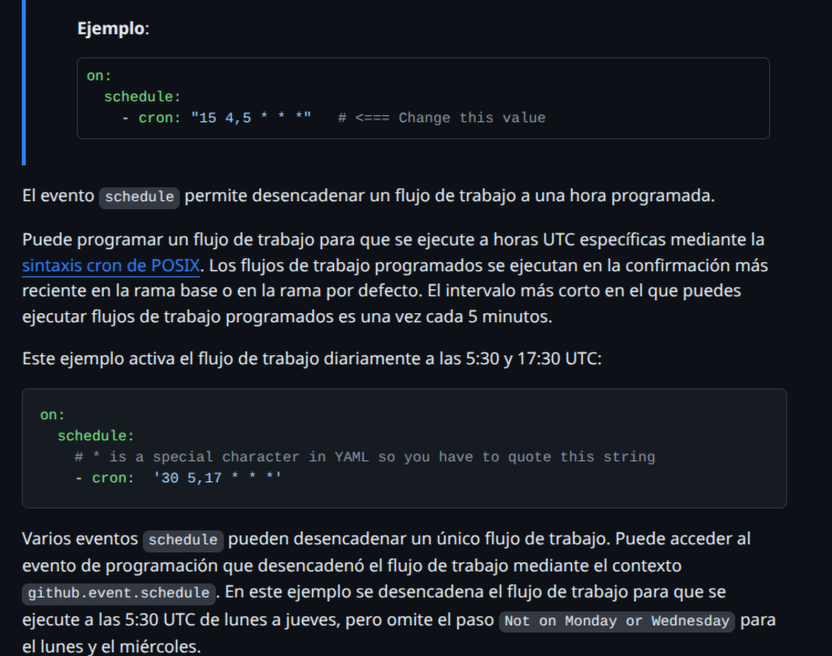 Ejemplo:
on:
  schedule:
    - cron: "15 4,5 * * *"   # <=== Change this value
El evento schedule permite desencadenar un flujo de trabajo a una hora programada.
Puede programar un flujo de trabajo para que se ejecute a horas UTC específicas mediante la
sintaxis cron de POSIX. Los flujos de trabajo programados se ejecutan en la confirmación más
reciente en la rama base o en la rama por defecto. El intervalo más corto en el que puedes
ejecutar flujos de trabajo programados es una vez cada 5 minutos.
Este ejemplo activa el flujo de trabajo diariamente a las 5:30 y 17:30 UTC:
on:
  schedule:
    # * is a special character in YAML so you have to quote this string
    - cron:  '30 5,17 * * *'
Varios eventos schedule pueden desencadenar un único flujo de trabajo. Puede acceder al
evento de programación que desencadenó el flujo de trabajo mediante el contexto
github.event.schedule. En este ejemplo se desencadena el flujo de trabajo para que se
ejecute a las 5:30 UTC de lunes a jueves, pero omite el paso Not on Monday or Wednesday para
el lunes y el miércoles.